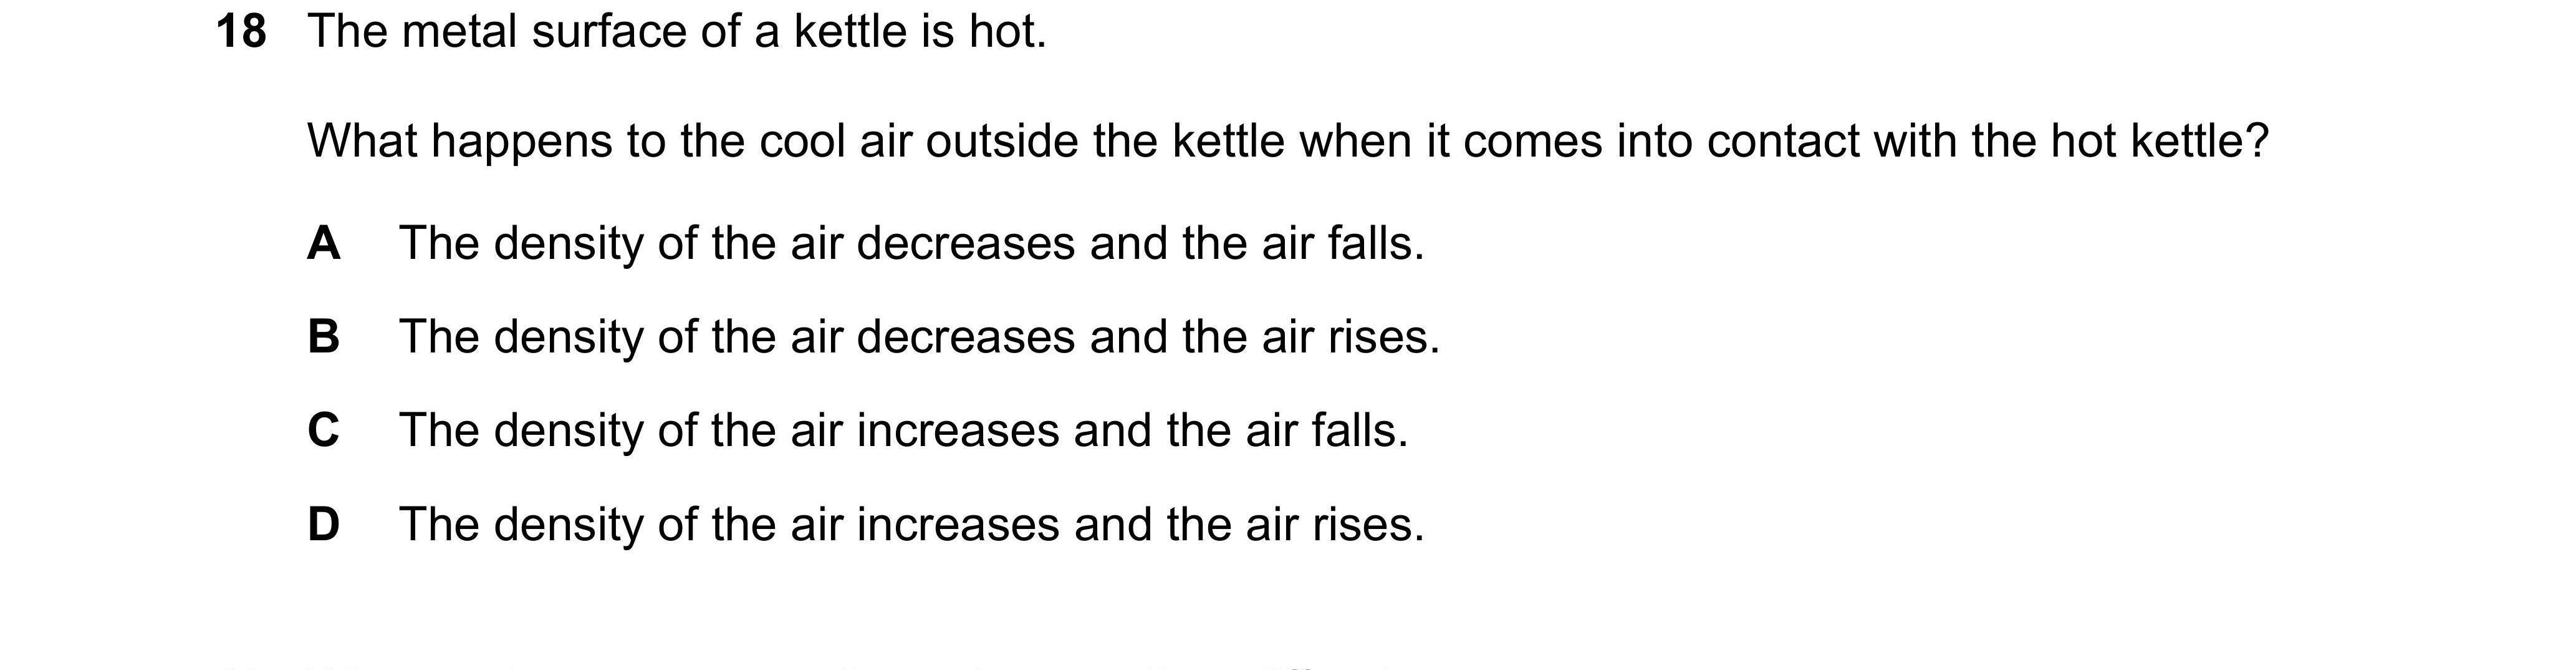 18 The metal surface of a kettle is hot.
What happens to the cool air outside the kettle when it comes into contact with the hot kettle?
A The density of the air decreases and the air falls.
B The density of the air decreases and the air rises.
C The density of the air increases and the air falls.
D The density of the air increases and the air rises.